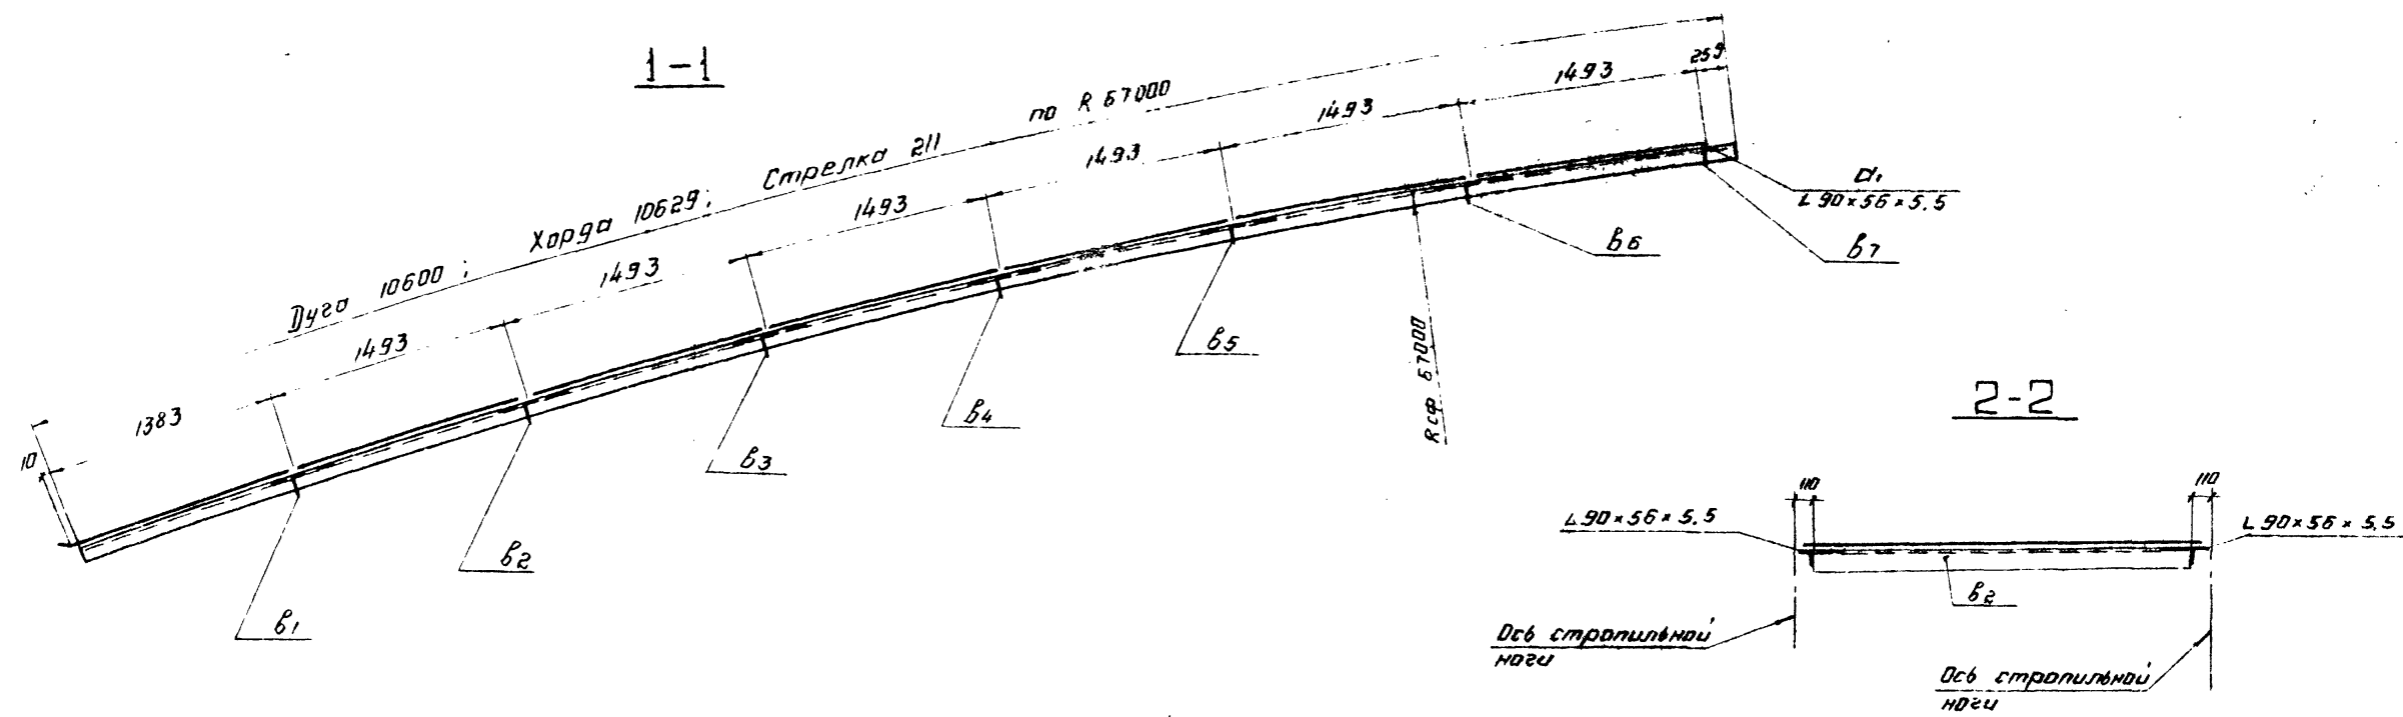 1-1
Дуга 10600; Хорда 10629; Стрелка 211 по R 67000
10
1383
1493
1493
1493
1493
1493
1493
259
d1
L 90×56×5.5
в1
в2
в3
в4
в5
в6
в7
Rсф 67000
2-2
110
110
L 90×56×5.5
L 90×56×5.5
в2
Ось стропильной
ноги
Ось стропильной
ноги